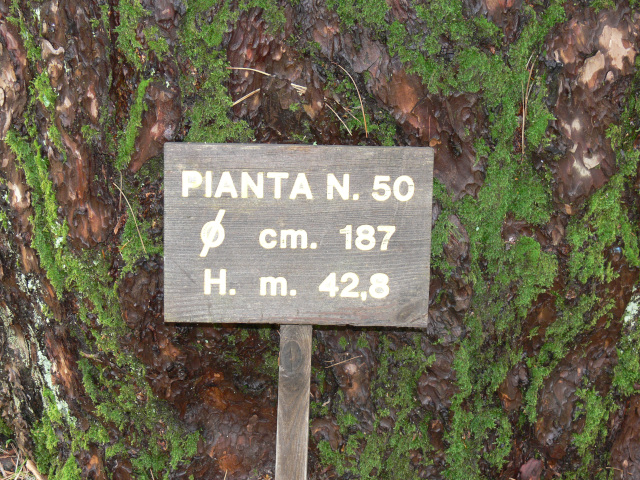 PIANTA N. 50
ø cm. 187
H. m. 42,8